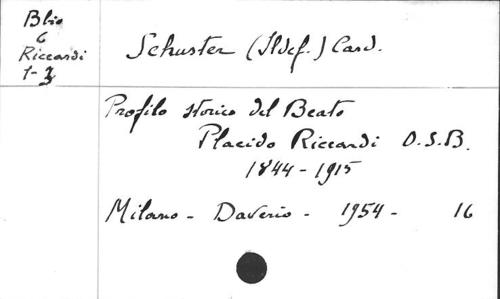 Blio
6
Riccardi
1-3
Schuster (Ildef.) Card.
Profilo storico del Beato
Placido Riccardi O.S.B.
1844-1915
Milano - Daverio - 1954 - 16